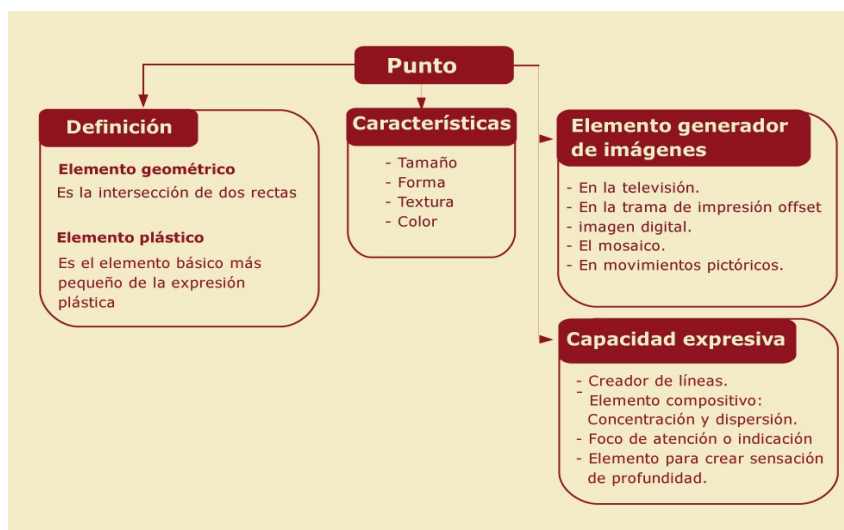 Punto
Definición
Elemento geométrico
Es la intersección de dos rectas
Elemento plástico
Es el elemento básico más
pequeño de la expresión
plástica
Características
- Tamaño
- Forma
- Textura
- Color
Elemento generador
de imágenes
- En la televisión.
- En la trama de impresión offset
- imagen digital.
- El mosaico.
- En movimientos pictóricos.
Capacidad expresiva
- Creador de líneas.
- Elemento compositivo:
Concentración y dispersión.
- Foco de atención o indicación
- Elemento para crear sensación
de profundidad.